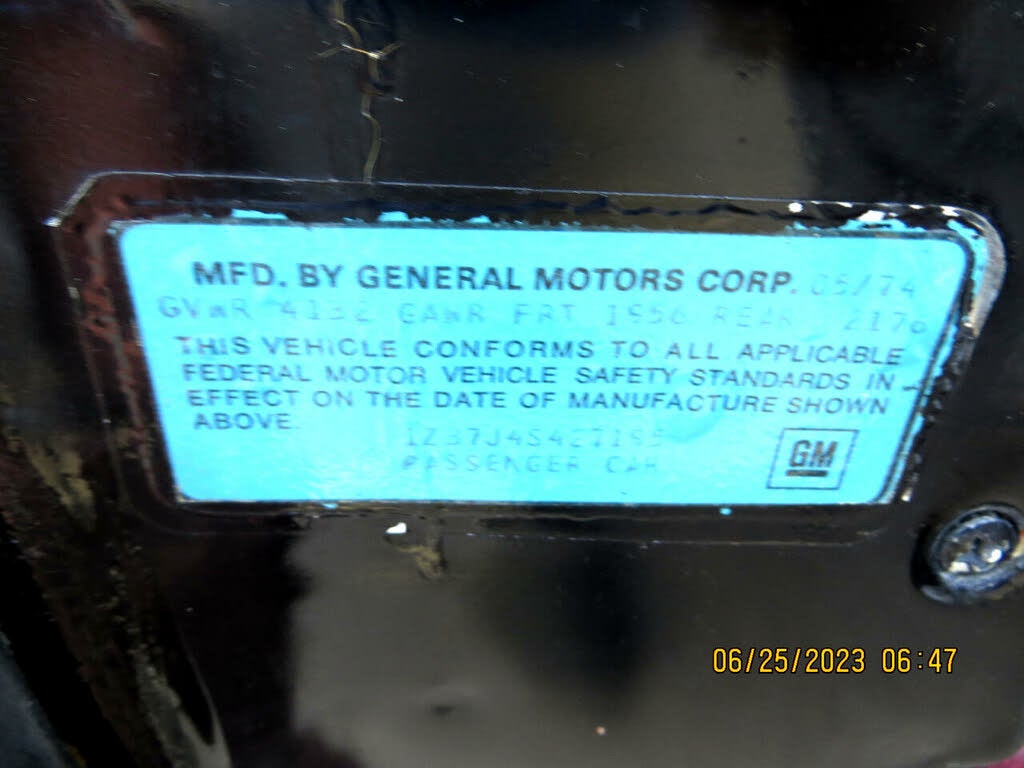 MFD. BY GENERAL MOTORS CORP. 05/74
GVWR 4132 GAWR FRT 1956 REAR 2176
THIS VEHICLE CONFORMS TO ALL APPLICABLE
FEDERAL MOTOR VEHICLE SAFETY STANDARDS IN
EFFECT ON THE DATE OF MANUFACTURE SHOWN
ABOVE.
PASSENGER CAR
GM
06/25/2023 06:47